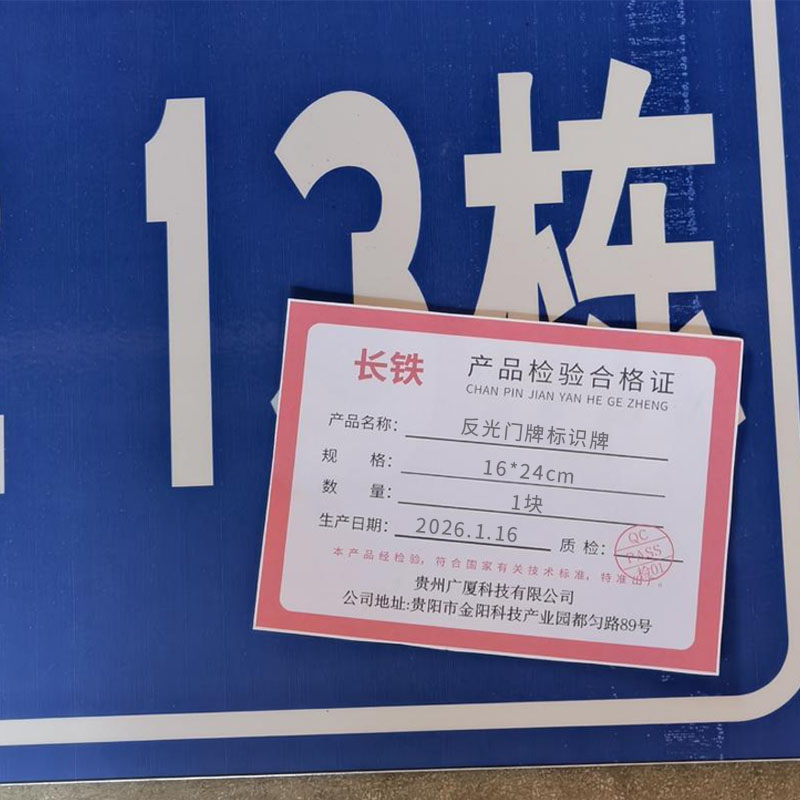 13栋
长铁 产品检验合格证
CHAN PIN JIAN YAN HE GE ZHENG
产品名称: 反光门牌标识牌
规 格: 16*24cm
数 量: 1块
生产日期: 2026.1.16 质 检:
QC
PASS
检01
本产品经检验,符合国家有关技术标准,特准出厂。
贵州广厦科技有限公司
公司地址:贵阳市金阳科技产业园都匀路89号